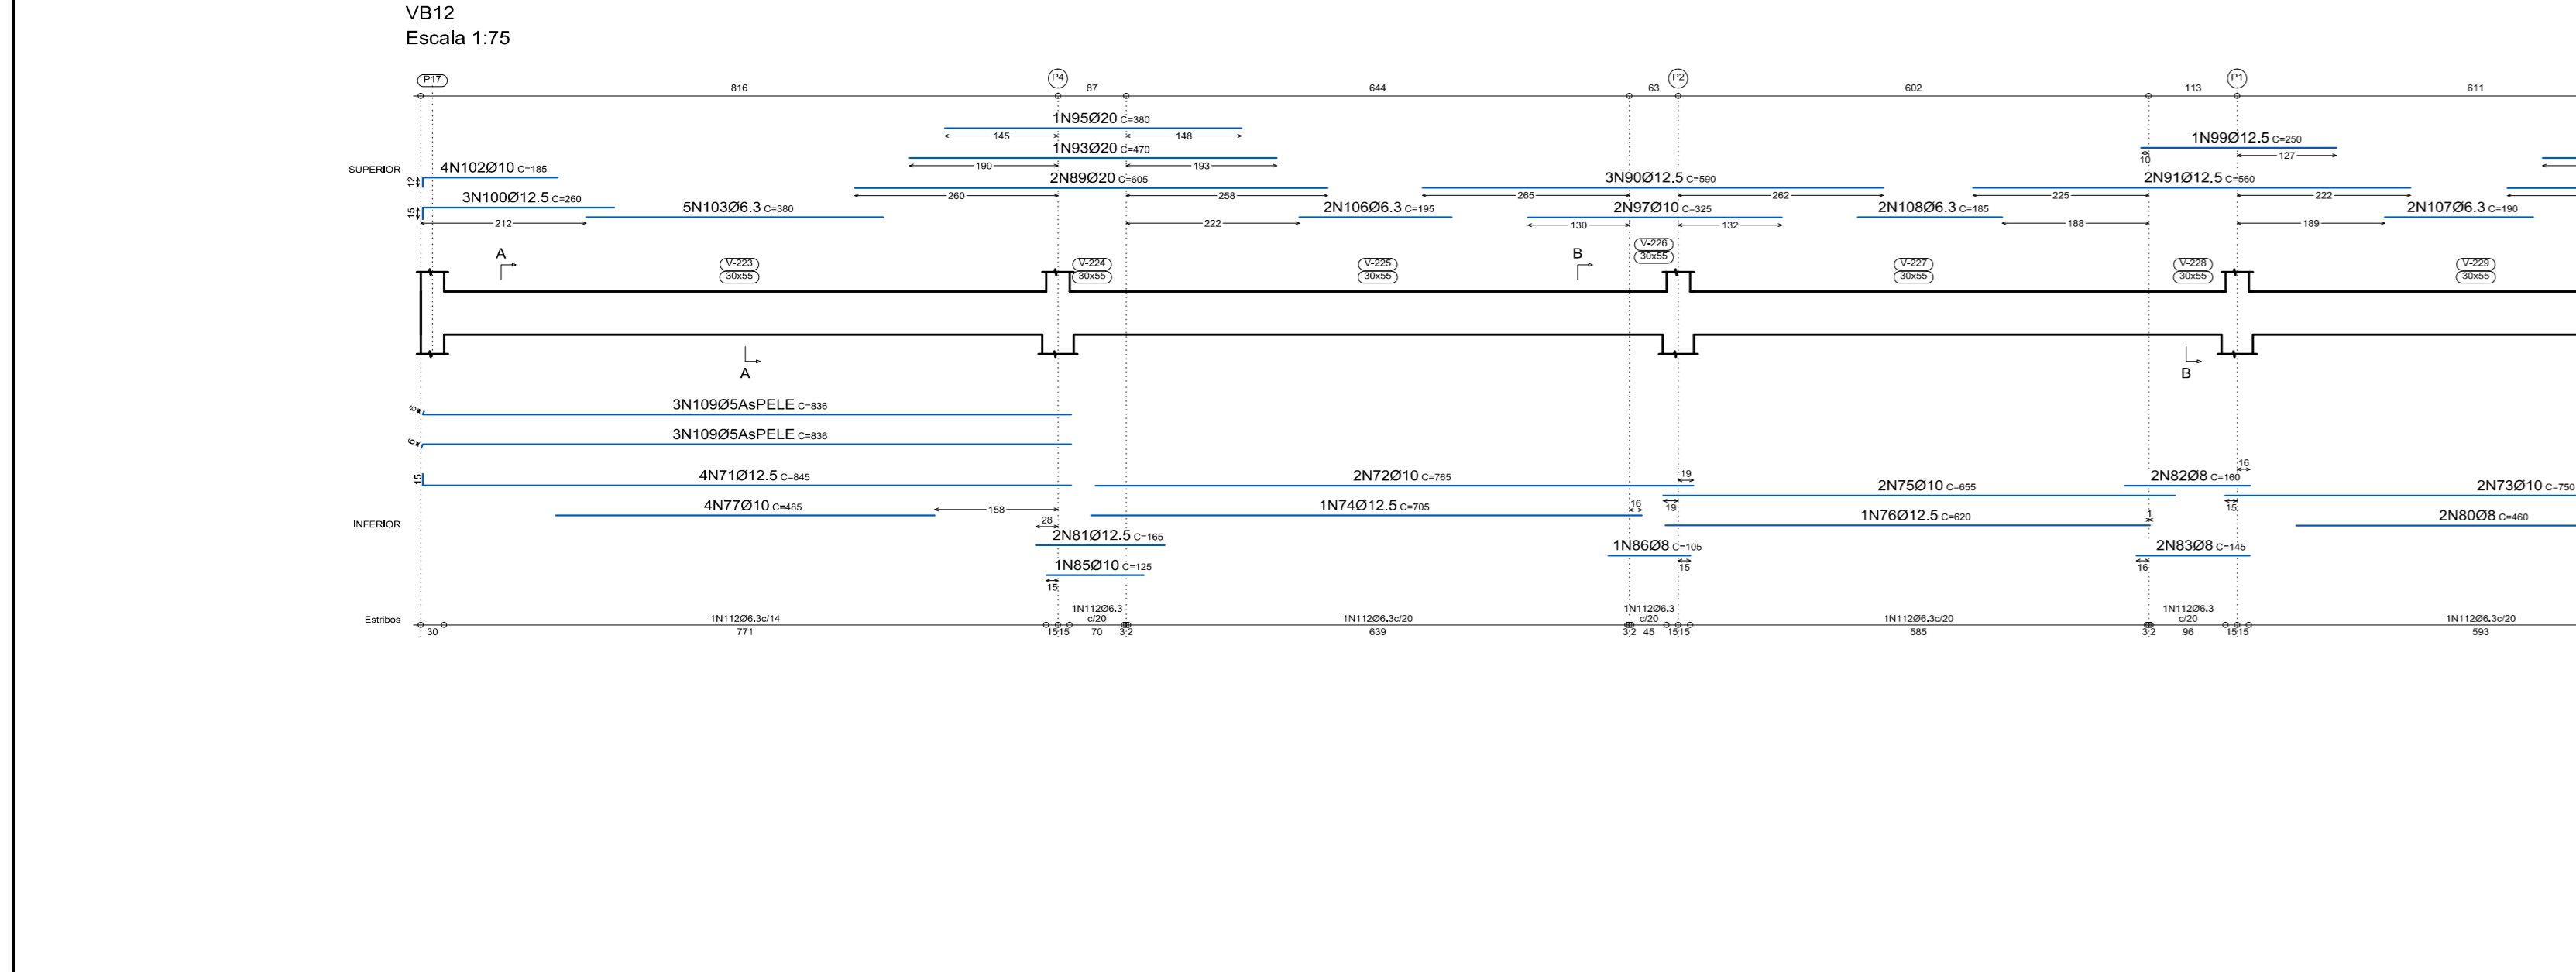 VB12
Escala 1:75
P17 P4 P2 P1
816 87 644 63 602 113 611
1N95Ø20 C=380
145 148
1N99Ø12.5 C=250
10 127
1N93Ø20 C=470
190 193
SUPERIOR
12 4N102Ø10 C=185
2N89Ø20 C=605
260 258
3N90Ø12.5 C=590
265 262
2N91Ø12.5 C=560
225 222
15 3N100Ø12.5 C=260
212
5N103Ø6.3 C=380
222
2N106Ø6.3 C=195
2N97Ø10 C=325
130 132
2N108Ø6.3 C=185
188
189
2N107Ø6.3 C=190
A B
V-223 V-224 V-225 V-226 V-227 V-228 V-229
30x55 30x55 30x55 30x55 30x55 30x55 30x55
A B
6 3N109Ø5AsPELE C=836
6 3N109Ø5AsPELE C=836
15 4N71Ø12.5 C=845
2N72Ø10 C=765
19
2N82Ø8 C=160
16
2N75Ø10 C=655
19
2N73Ø10 C=750
15
INFERIOR
4N77Ø10 C=485
158
1N74Ø12.5 C=705
16
1N76Ø12.5 C=620
1
2N80Ø8 C=460
28
2N81Ø12.5 C=165
1N86Ø8 C=105
15
2N83Ø8 C=145
16
1N85Ø10 C=125
15
Estribos
1N112Ø6.3c/14
1N112Ø6.3
c/20
1N112Ø6.3c/20
1N112Ø6.3
c/20
1N112Ø6.3c/20
1N112Ø6.3
c/20
1N112Ø6.3c/20
30 771 15 15 70 3 2 639 3 2 45 15 15 585 3 2 96 15 15 593